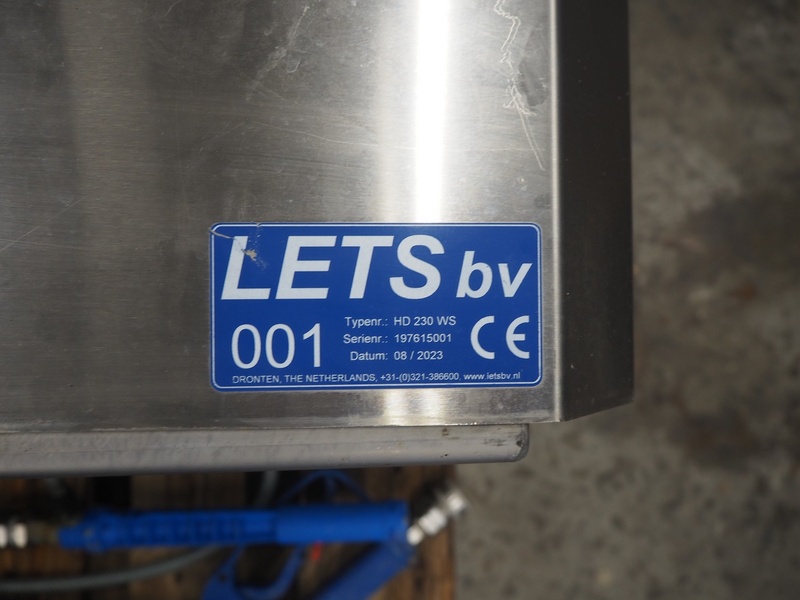 LETS bv
001
Typenr.: HD 230 WS
Serienr.: 197615001
Datum: 08 / 2023
CE
DRONTEN, THE NETHERLANDS, +31-(0)321-386600 www.letsbv.nl